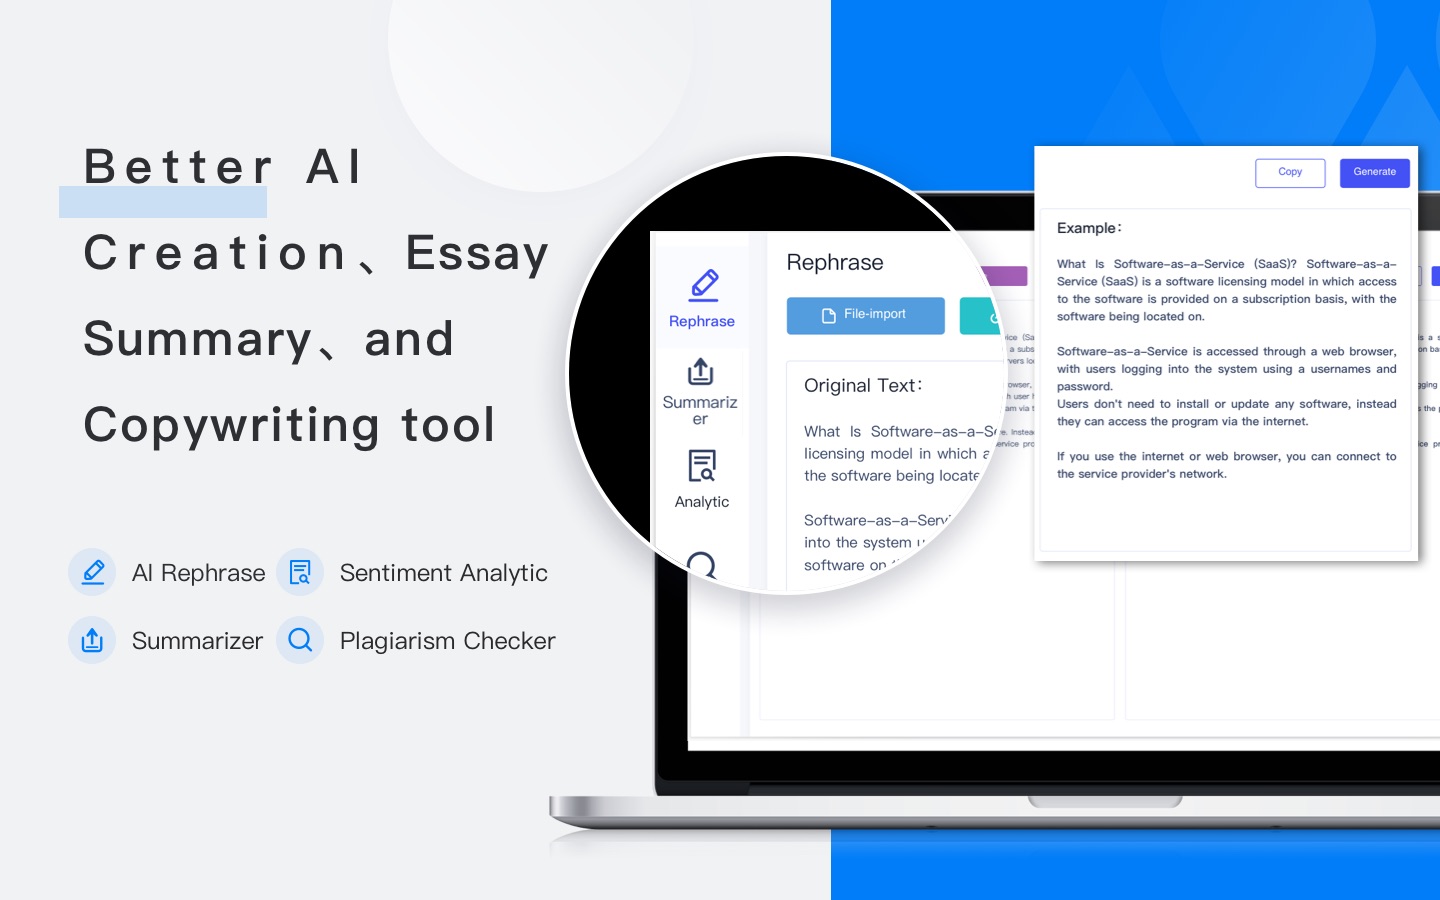 Better AI
Creation、Essay
Summary、and
Copywriting tool
AI Rephrase
Sentiment Analytic
Summarizer
Plagiarism Checker
Rephrase
Summariz
er
Analytic
Rephrase
File-import
Original Text:
What Is Software-as-a-S
licensing model in which a
the software being locate
Software-as-a-Servi
into the system u
software on
Copy
Generate
Example:
What Is Software-as-a-Service (SaaS)? Software-as-a-
Service (SaaS) is a software licensing model in which access
to the software is provided on a subscription basis, with the
software being located on.
Software-as-a-Service is accessed through a web browser,
with users logging into the system using a usernames and
password.
Users don't need to install or update any software, instead
they can access the program via the internet.
If you use the internet or web browser, you can connect to
the service provider's network.